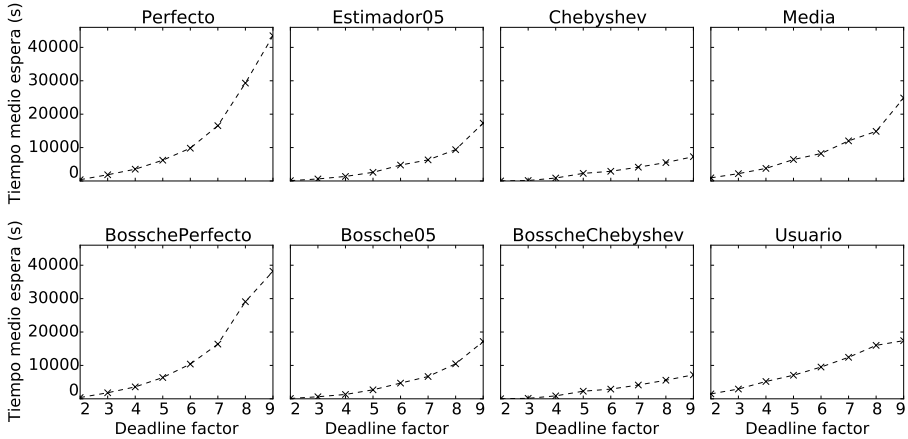 Perfecto Estimador05 Chebyshev Media
Tiempo medio espera (s)
40000
30000
20000
10000
0
BosschePerfecto Bossche05 BosscheChebyshev Usuario
Tiempo medio espera (s)
40000
30000
20000
10000
0
2 3 4 5 6 7 8 9 2 3 4 5 6 7 8 9 2 3 4 5 6 7 8 9 2 3 4 5 6 7 8 9
Deadline factor Deadline factor Deadline factor Deadline factor